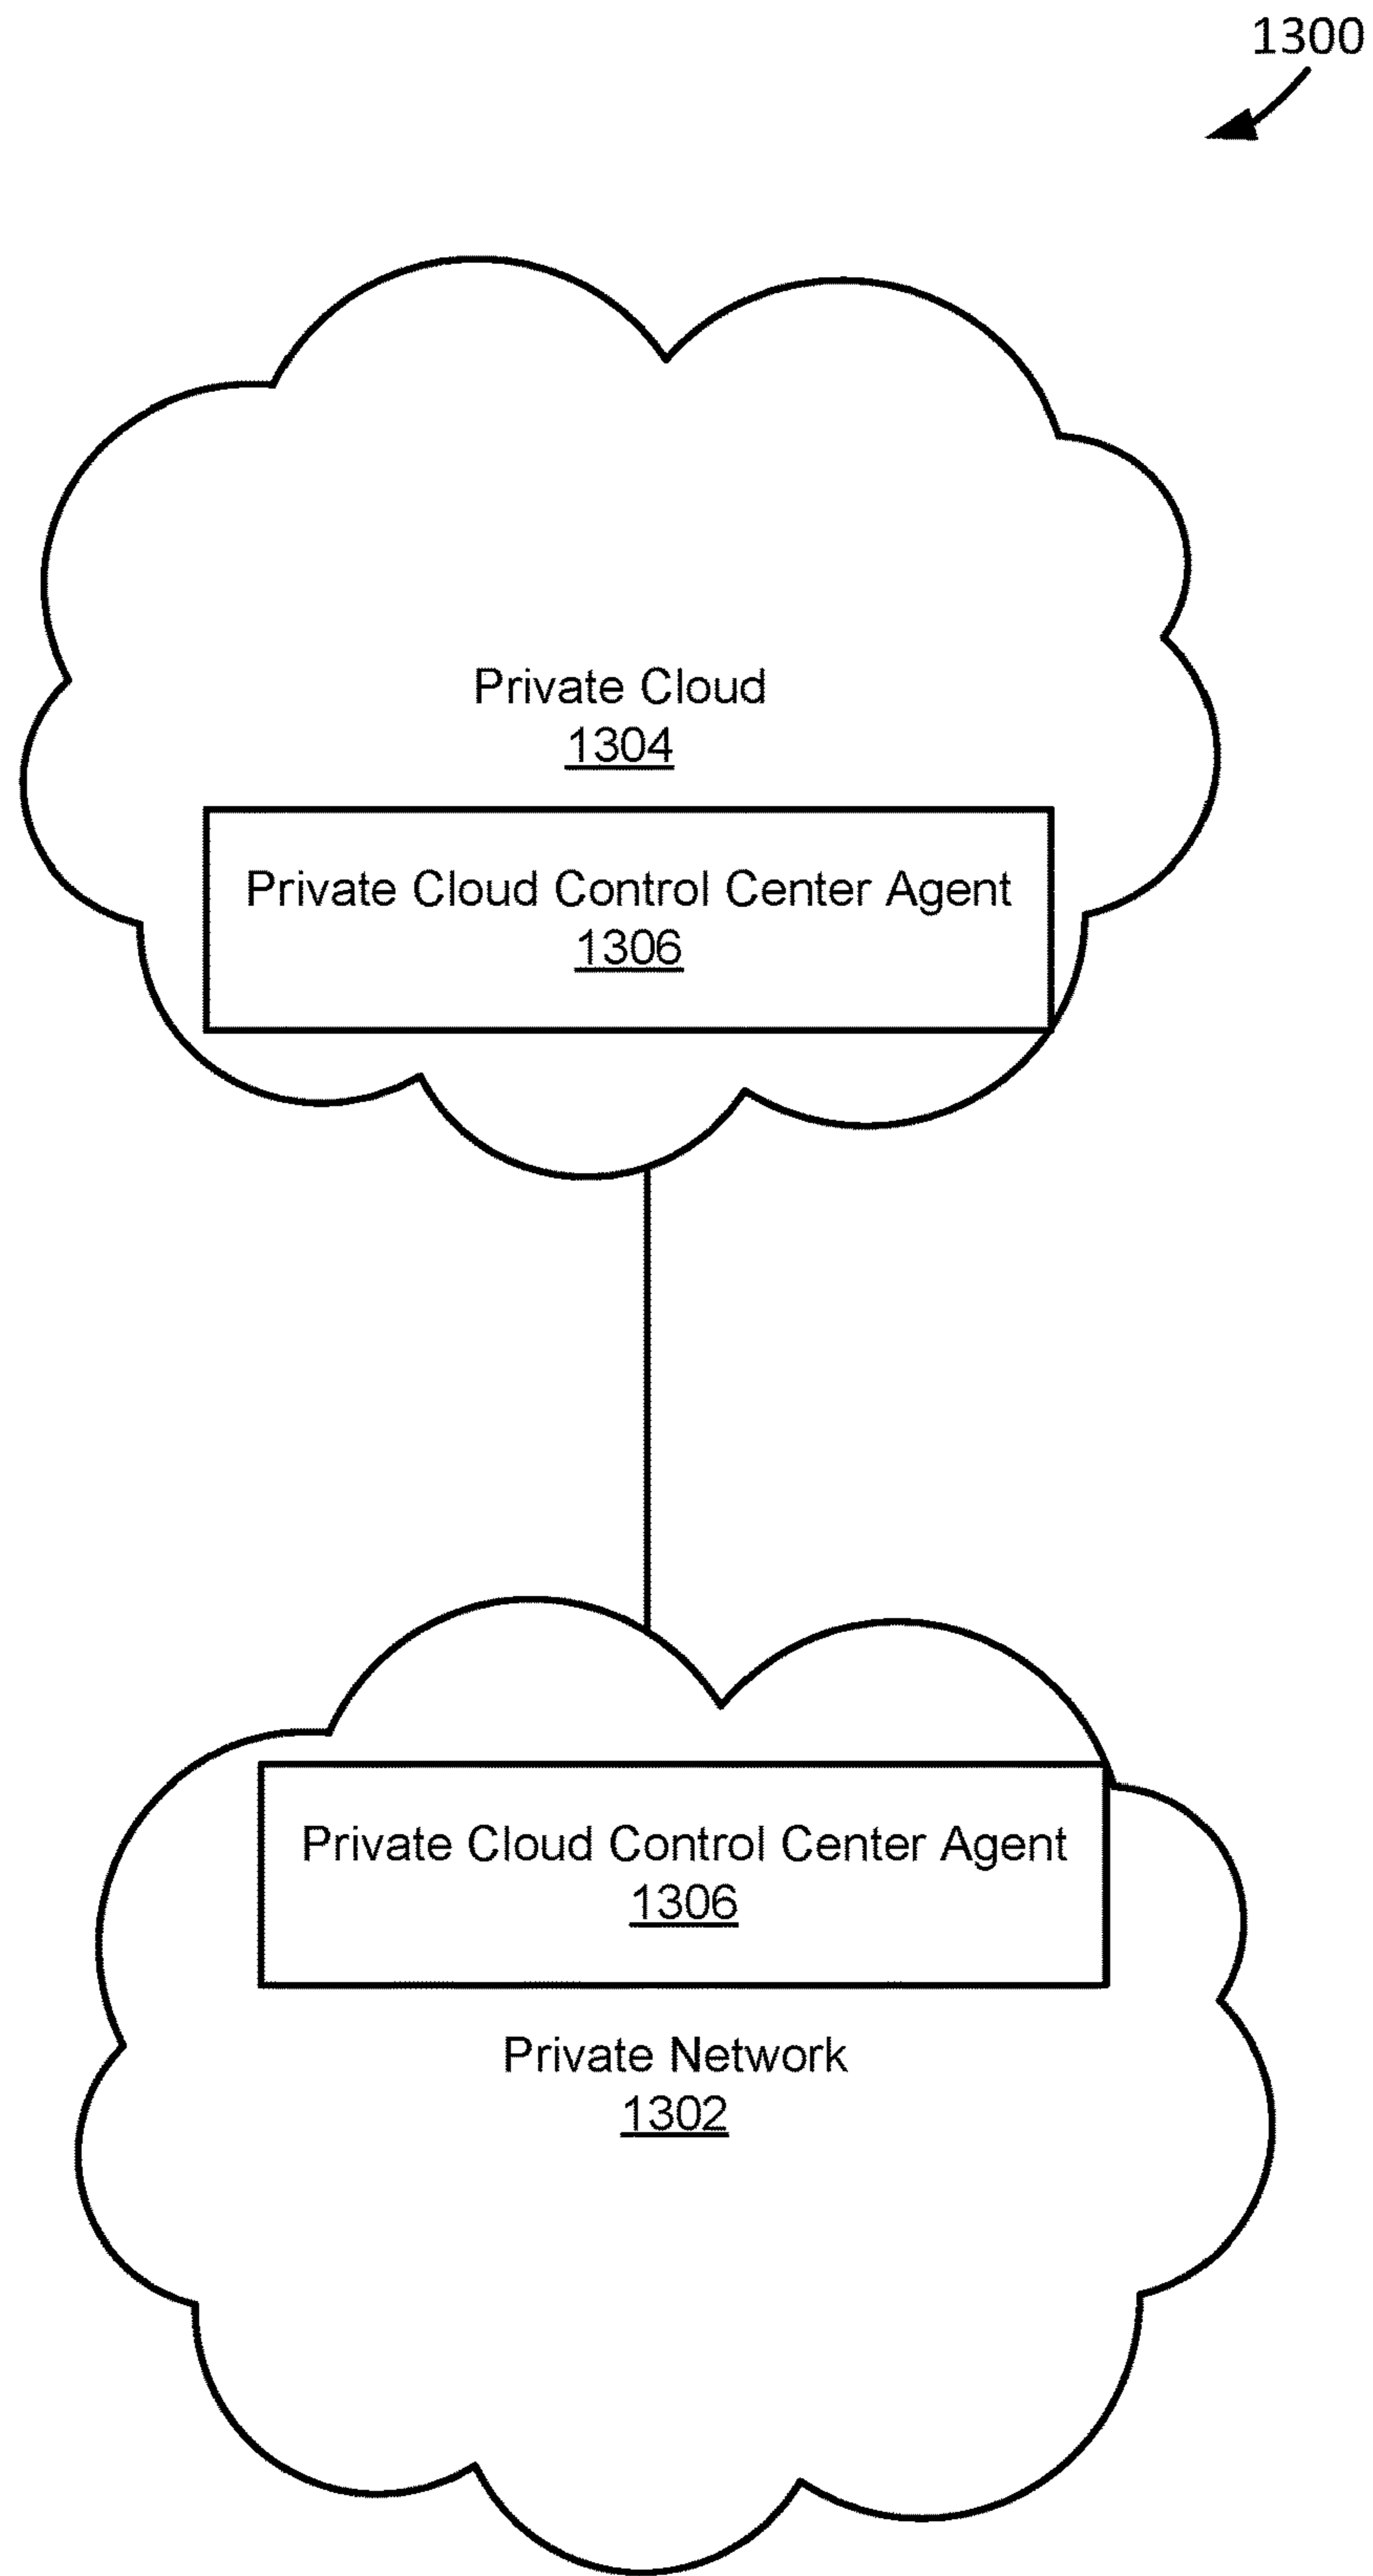 1300
Private Cloud
1304
Private Cloud Control Center Agent
1306
Private Cloud Control Center Agent
1306
Private Network
1302